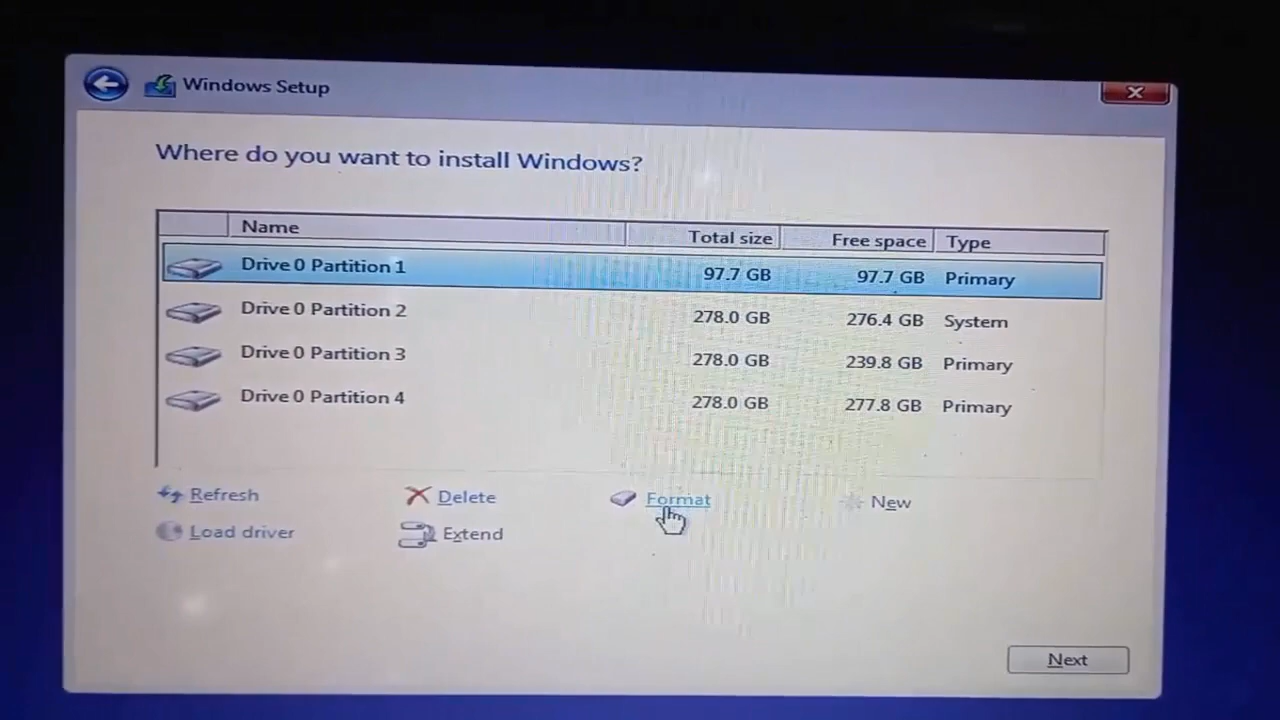 Windows Setup
Where do you want to install Windows?
Name Total size Free space Type
Drive 0 Partition 1 97.7 GB 97.7 GB Primary
Drive 0 Partition 2 278.0 GB 276.4 GB System
Drive 0 Partition 3 278.0 GB 239.8 GB Primary
Drive 0 Partition 4 278.0 GB 277.8 GB Primary
Refresh Delete Format New
Load driver Extend
Next